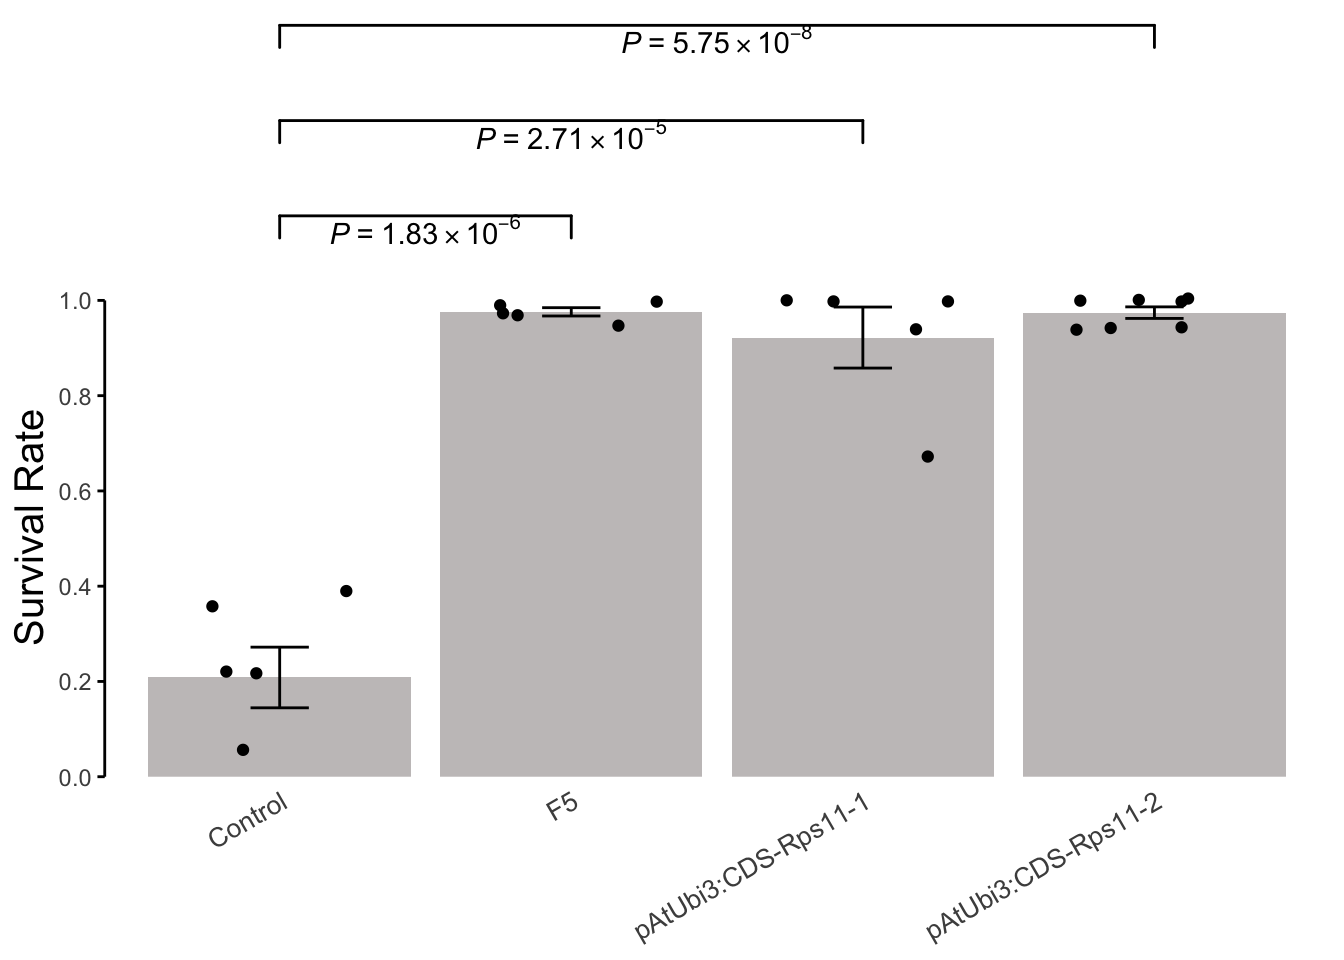 P = 5.75 × 10⁻⁸
P = 2.71 × 10⁻⁵
P = 1.83 × 10⁻⁶
Survival Rate
1.0
0.8
0.6
0.4
0.2
0.0
Control
F5
pAtUbi3:CDS-Rps11-1
pAtUbi3:CDS-Rps11-2